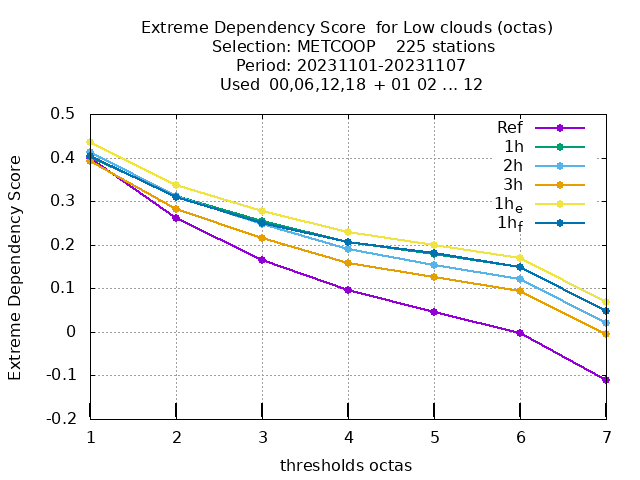 Extreme Dependency Score  for Low clouds (octas)
Selection: METCOOP    225 stations
Period: 20231101-20231107
Used  00,06,12,18  + 01 02 ... 12
Extreme Dependency Score
0.5
0.4
0.3
0.2
0.1
0
-0.1
-0.2
Ref
1h
2h
3h
1h_e
1h_f
1 2 3 4 5 6 7
thresholds octas